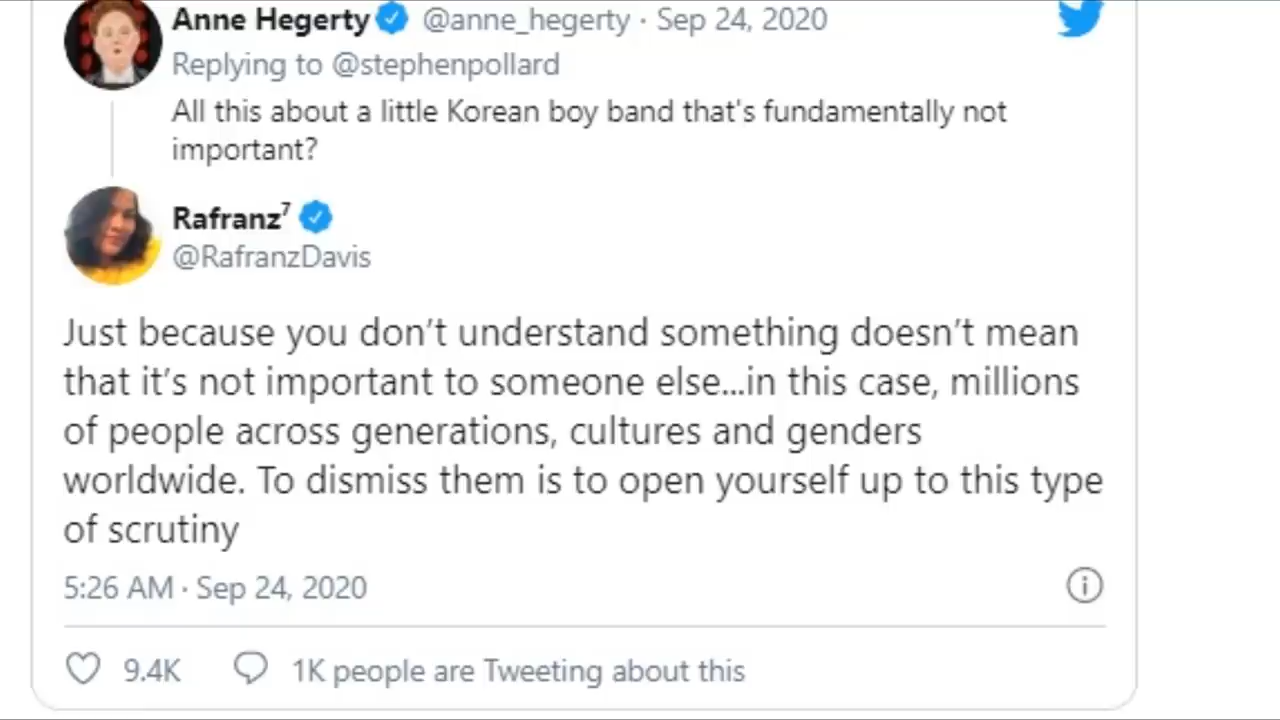 Anne Hegerty @anne_hegerty · Sep 24, 2020
Replying to @stephenpollard
All this about a little Korean boy band that's fundamentally not
important?
Rafranz⁷
@RafranzDavis
Just because you don’t understand something doesn’t mean
that it’s not important to someone else...in this case, millions
of people across generations, cultures and genders
worldwide. To dismiss them is to open yourself up to this type
of scrutiny
5:26 AM · Sep 24, 2020
9.4K 1K people are Tweeting about this